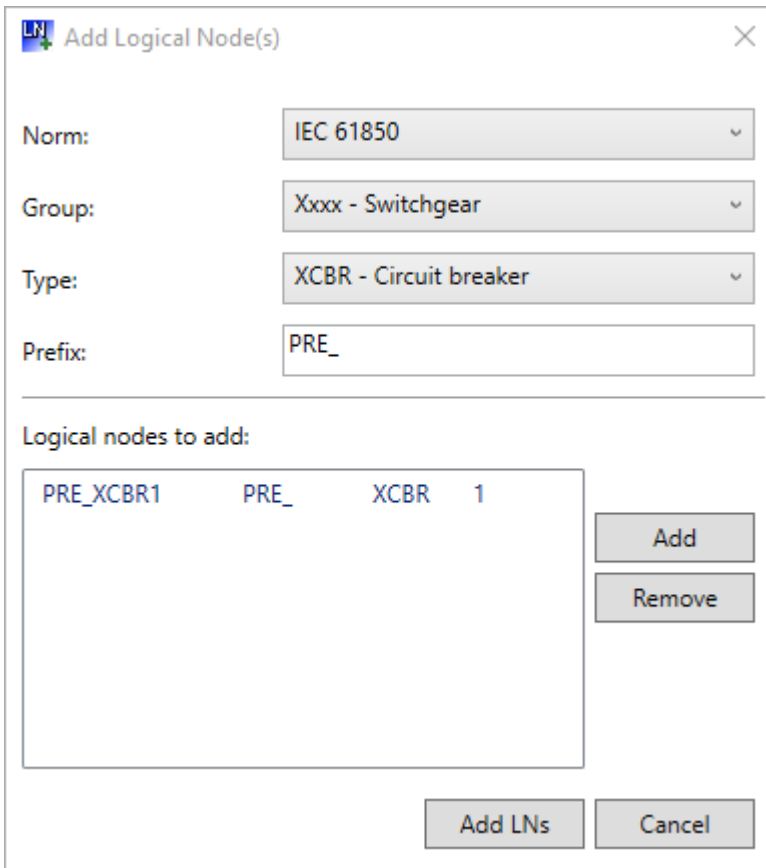 LN Add Logical Node(s)
Norm: IEC 61850
Group: Xxxx - Switchgear
Type: XCBR - Circuit breaker
Prefix: PRE_
Logical nodes to add:
PRE_XCBR1 PRE_ XCBR 1
Add
Remove
Add LNs Cancel